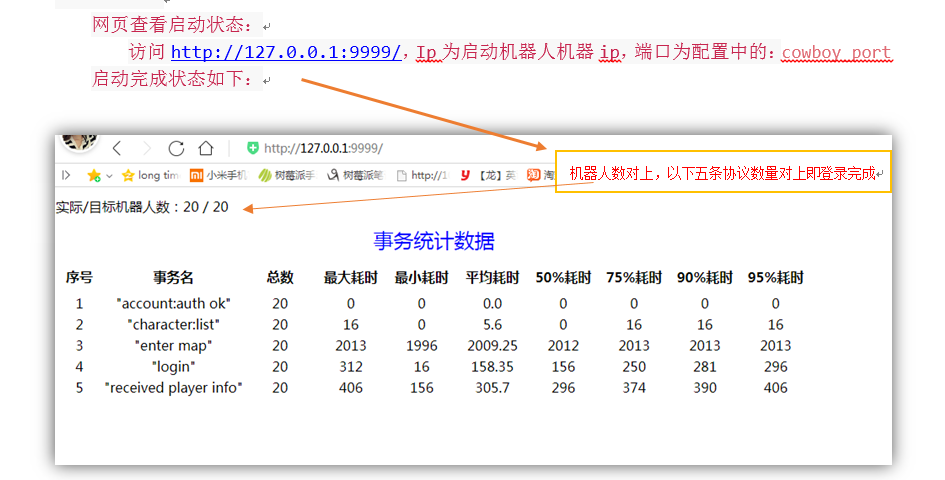 网页查看启动状态：
访问 http://127.0.0.1:9999/，Ip 为启动机器人机器 ip，端口为配置中的：cowboy_port
启动完成状态如下：
http://127.0.0.1:9999/
机器人数对上，以下五条协议数量对上即登录完成
long tim 小米手机 树莓派手 树莓派笔 http://1 【龙】英 淘
实际/目标机器人数：20 / 20
事务统计数据
序号 事务名 总数 最大耗时 最小耗时 平均耗时 50%耗时 75%耗时 90%耗时 95%耗时
1 "account:auth ok" 20 0 0 0.0 0 0 0 0
2 "character:list" 20 16 0 5.6 0 16 16 16
3 "enter map" 20 2013 1996 2009.25 2012 2013 2013 2013
4 "login" 20 312 16 158.35 156 250 281 296
5 "received player info" 20 406 156 305.7 296 374 390 406